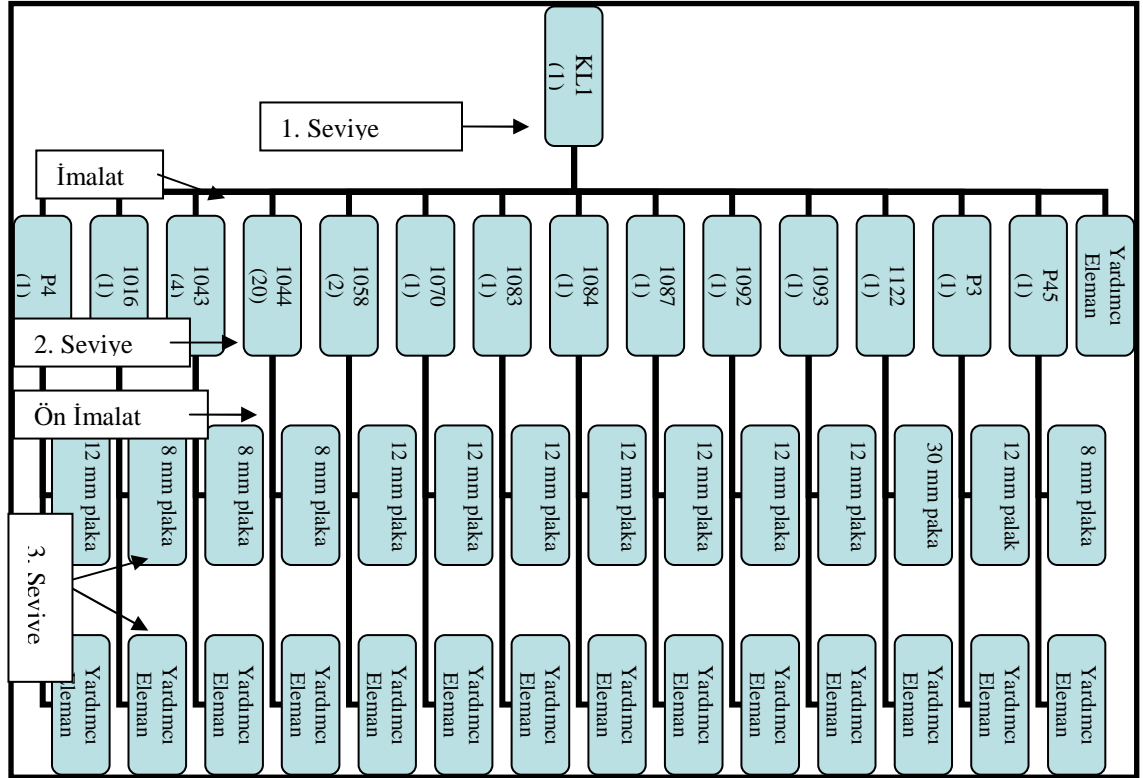 KL1
(1)
1. Seviye
İmalat
P4
(1)
1016
(1)
1043
(4)
1044
(20)
1058
(2)
1070
(1)
1083
(1)
1084
(1)
1087
(1)
1092
(1)
1093
(1)
1122
(1)
P3
(1)
P45
(1)
Yardımcı
Eleman
2. Seviye
Ön İmalat
12 mm plaka
8 mm plaka
8 mm plaka
8 mm plaka
12 mm plaka
12 mm plaka
12 mm plaka
12 mm plaka
12 mm plaka
12 mm plaka
12 mm plaka
30 mm paka
12 mm palak
8 mm plaka
3. Seviye
Yardımcı
Eleman
Yardımcı
Eleman
Yardımcı
Eleman
Yardımcı
Eleman
Yardımcı
Eleman
Yardımcı
Eleman
Yardımcı
Eleman
Yardımcı
Eleman
Yardımcı
Eleman
Yardımcı
Eleman
Yardımcı
Eleman
Yardımcı
Eleman
Yardımcı
Eleman
Yardımcı
Eleman